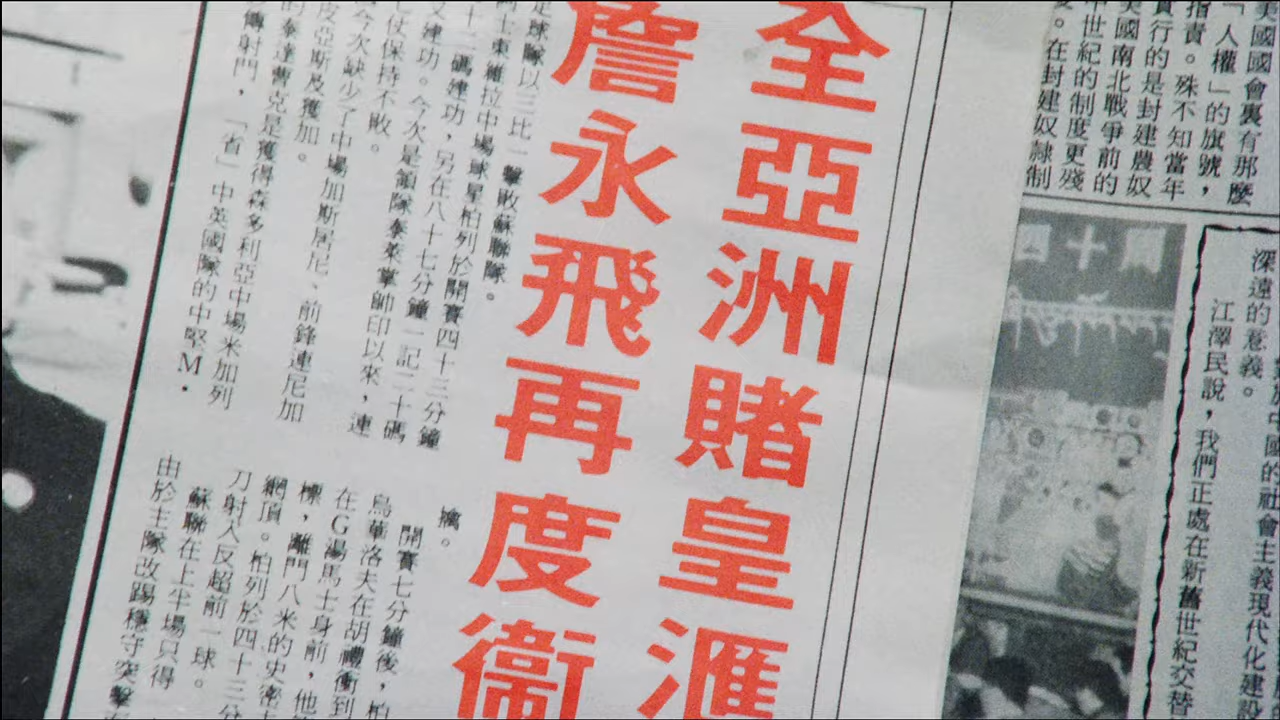 美國國會裏有那麼
「人權」的旗號，
指責。殊不知當年
實行的是封建農奴
美國南北戰爭前的
中世紀的制度更殘
。在封建奴隸制
中國的社會主義現代化建設
深遠的意義。
江澤民說，我們正處在新舊世紀交替
四十周
全亞洲賭皇滙
詹永飛再度衞
足球隊以三比一擊敗蘇聯隊。
士東維拉中場球星柏列於開賽四十三分鐘
十二碼建功，另在八十七分鐘一記二十碼
又建功。今次是領隊泰萊掌帥印以來，連
七仗保持不敗。
今次缺少了中場加斯居尼、前鋒連尼加
皮亞斯及獲加。
的泰達曹克是獲得森多利亞中場米加列
傳射門，「省」中英國隊的中堅M·
擒。
開賽七分鐘後，柏
烏華洛夫在胡禮衝到
在G湯馬士身前，他
標，離門八米的史密
網頂。柏列於四十三分
刀射入反超前一球。
蘇聯在上半場只得
由於主隊改踢穩守突擊